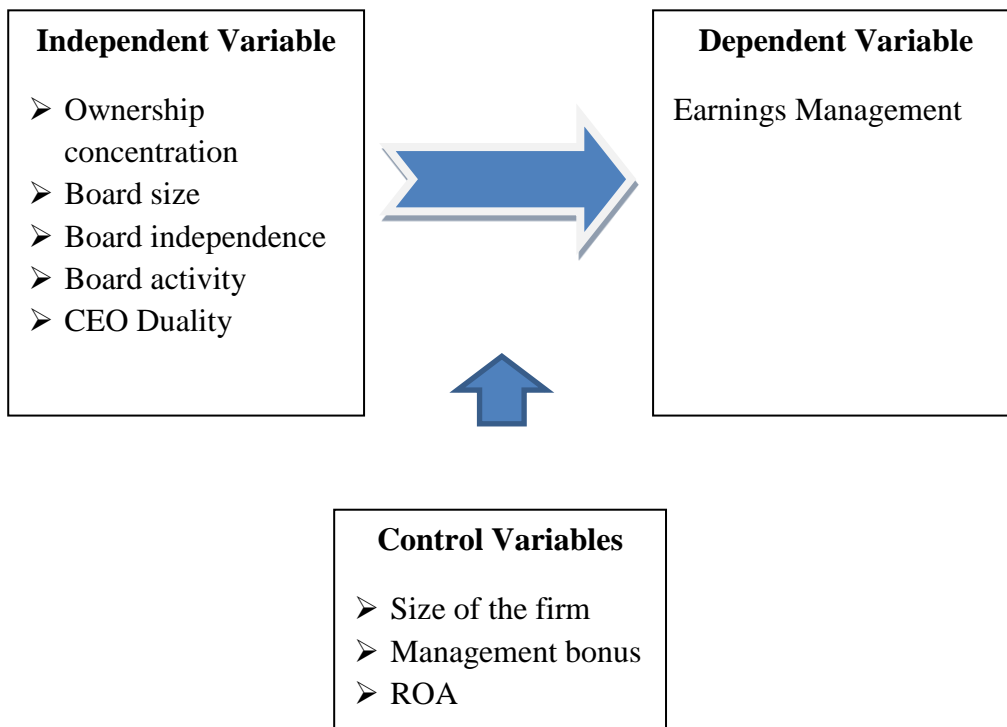 Independent Variable
➢ Ownership
concentration
➢ Board size
➢ Board independence
➢ Board activity
➢ CEO Duality
Dependent Variable
Earnings Management
Control Variables
➢ Size of the firm
➢ Management bonus
➢ ROA